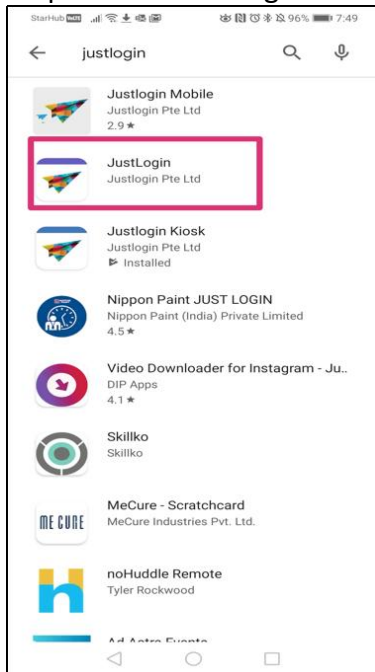 StarHub 96% 7:49
justlogin
Justlogin Mobile
Justlogin Pte Ltd
2.9★
JustLogin
Justlogin Pte Ltd
Justlogin Kiosk
Justlogin Pte Ltd
Installed
Nippon Paint JUST LOGIN
Nippon Paint (India) Private Limited
4.5★
Video Downloader for Instagram - Ju..
DIP Apps
4.1★
Skillko
Skillko
MeCure - Scratchcard
ME CURE
MeCure Industries Pvt. Ltd.
noHuddle Remote
Tyler Rockwood